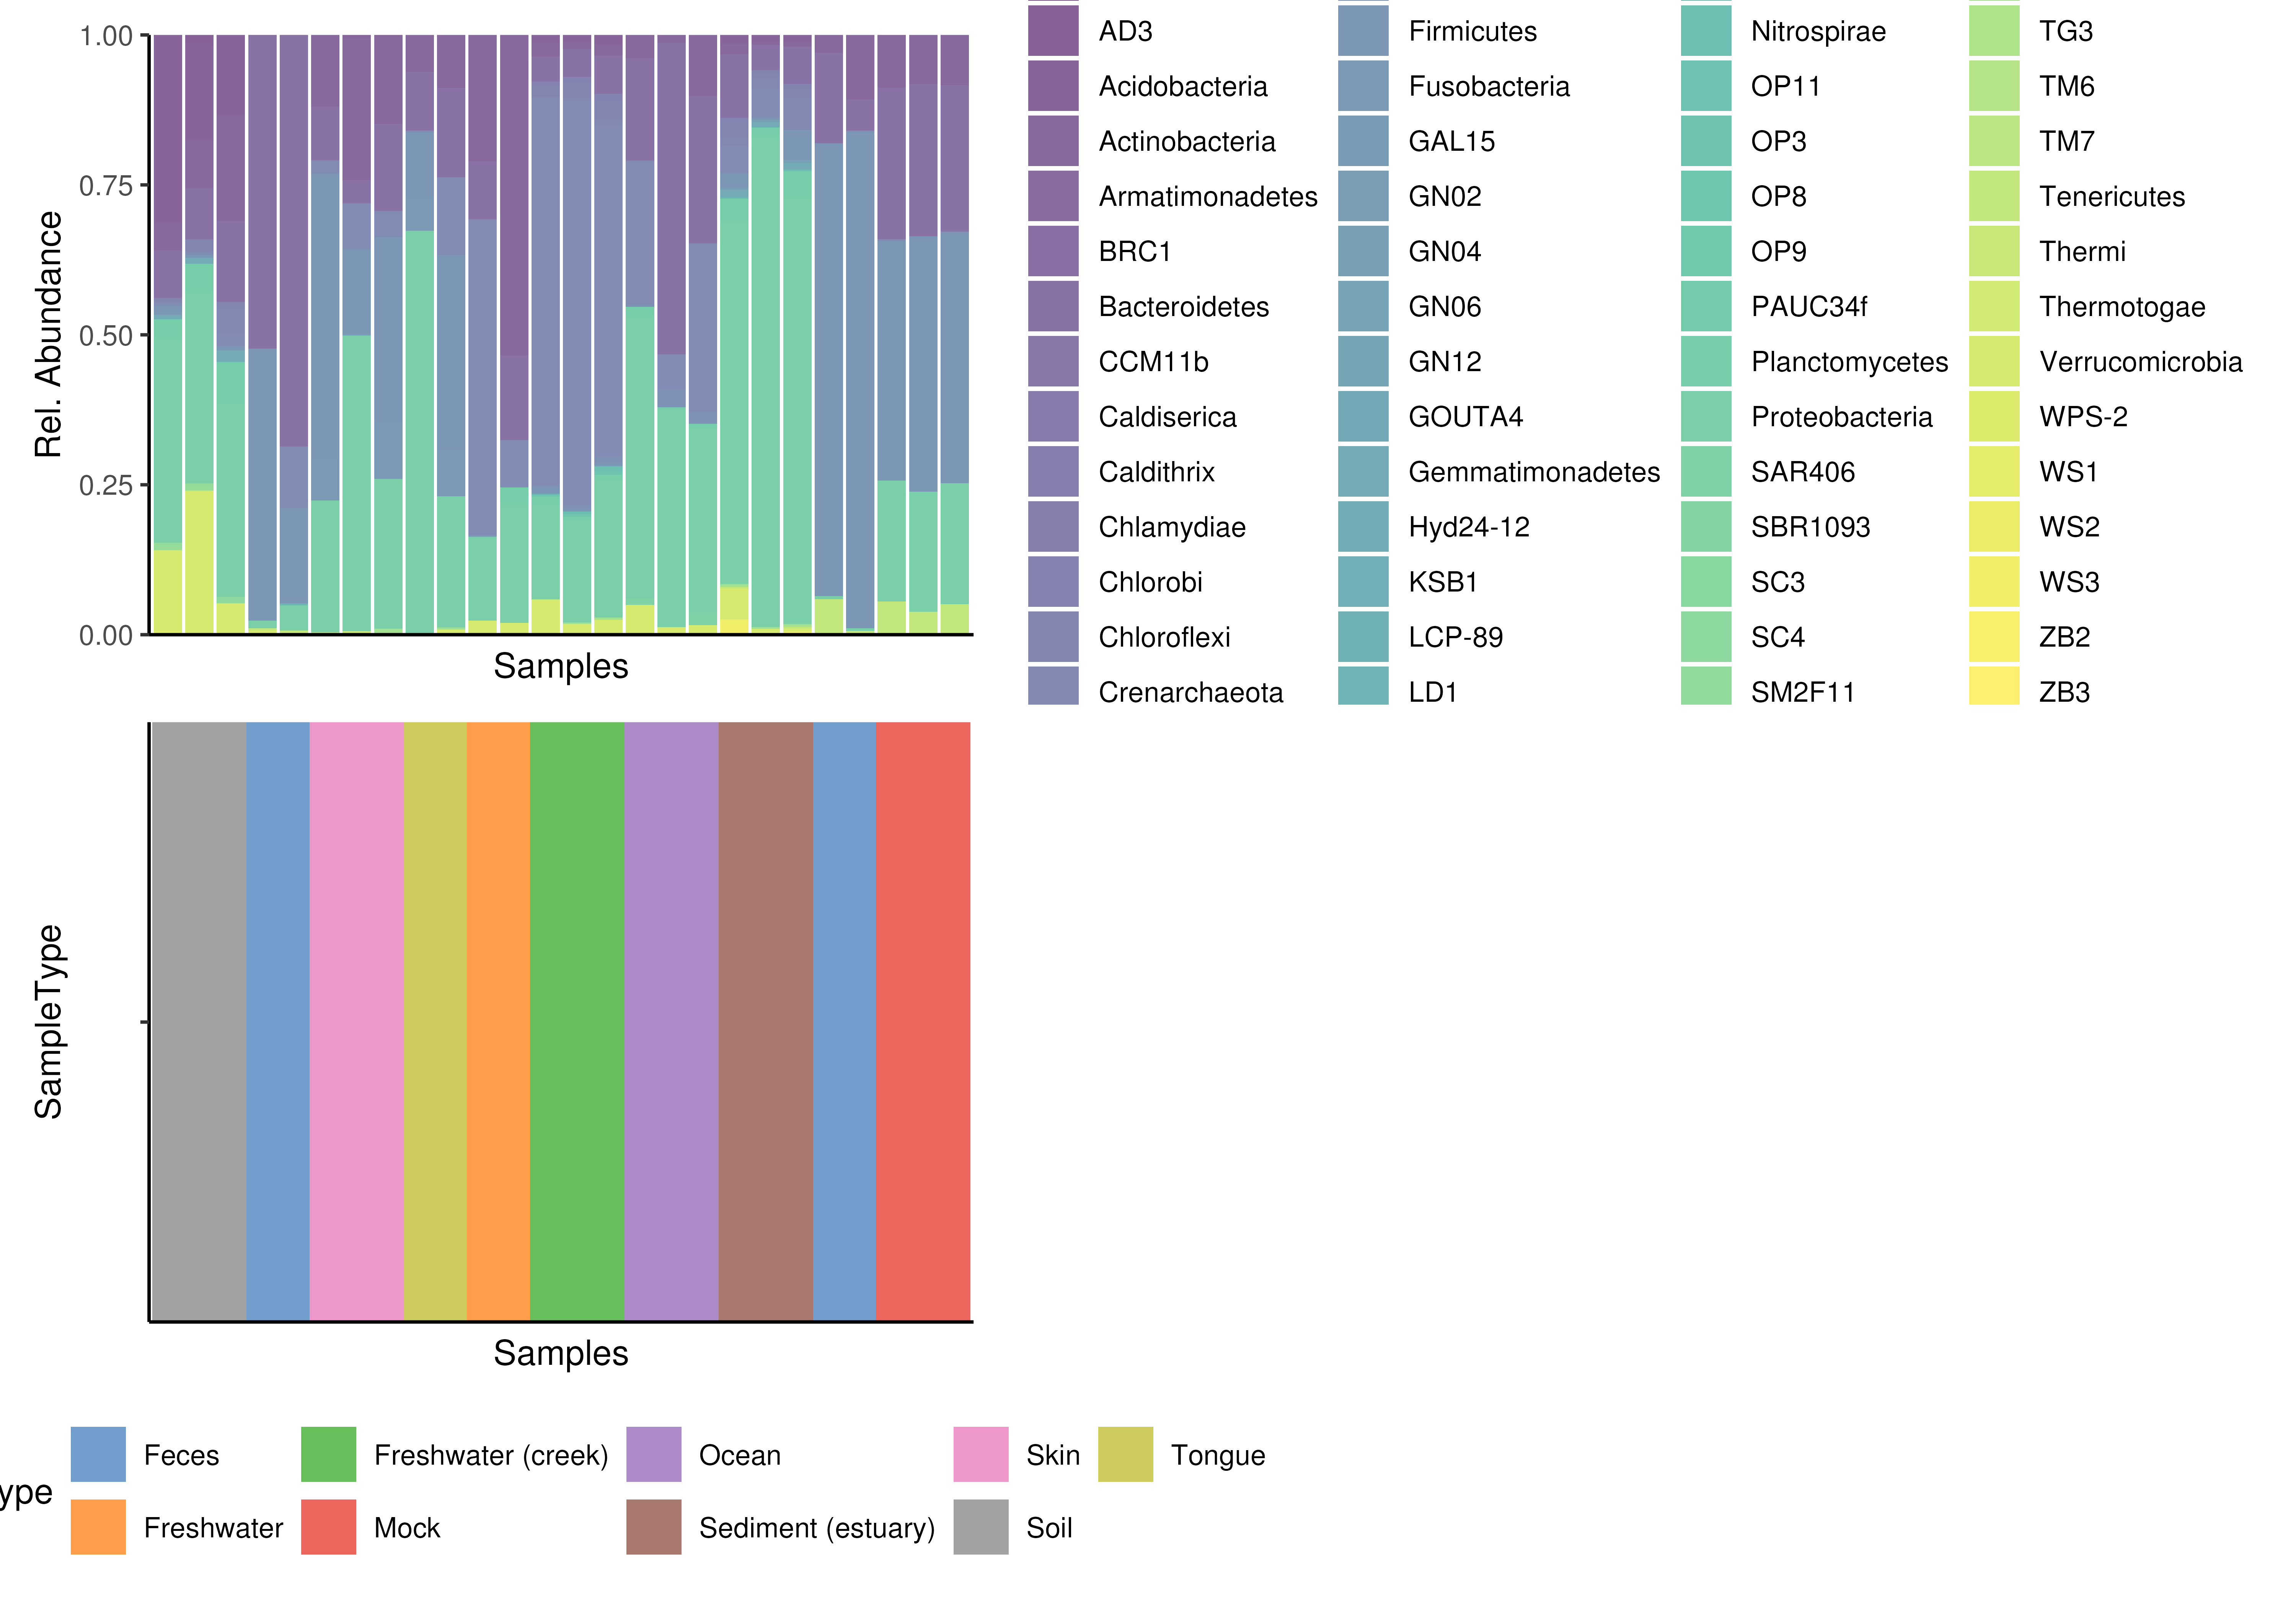 1.00
0.75
0.50
0.25
0.00
Rel. Abundance
Samples
AD3
Acidobacteria
Actinobacteria
Armatimonadetes
BRC1
Bacteroidetes
CCM11b
Caldiserica
Caldithrix
Chlamydiae
Chlorobi
Chloroflexi
Crenarchaeota
Firmicutes
Fusobacteria
GAL15
GN02
GN04
GN06
GN12
GOUTA4
Gemmatimonadetes
Hyd24-12
KSB1
LCP-89
LD1
Nitrospirae
OP11
OP3
OP8
OP9
PAUC34f
Planctomycetes
Proteobacteria
SAR406
SBR1093
SC3
SC4
SM2F11
TG3
TM6
TM7
Tenericutes
Thermi
Thermotogae
Verrucomicrobia
WPS-2
WS1
WS2
WS3
ZB2
ZB3
SampleType
Samples
ype
Feces
Freshwater (creek)
Ocean
Skin
Tongue
Freshwater
Mock
Sediment (estuary)
Soil